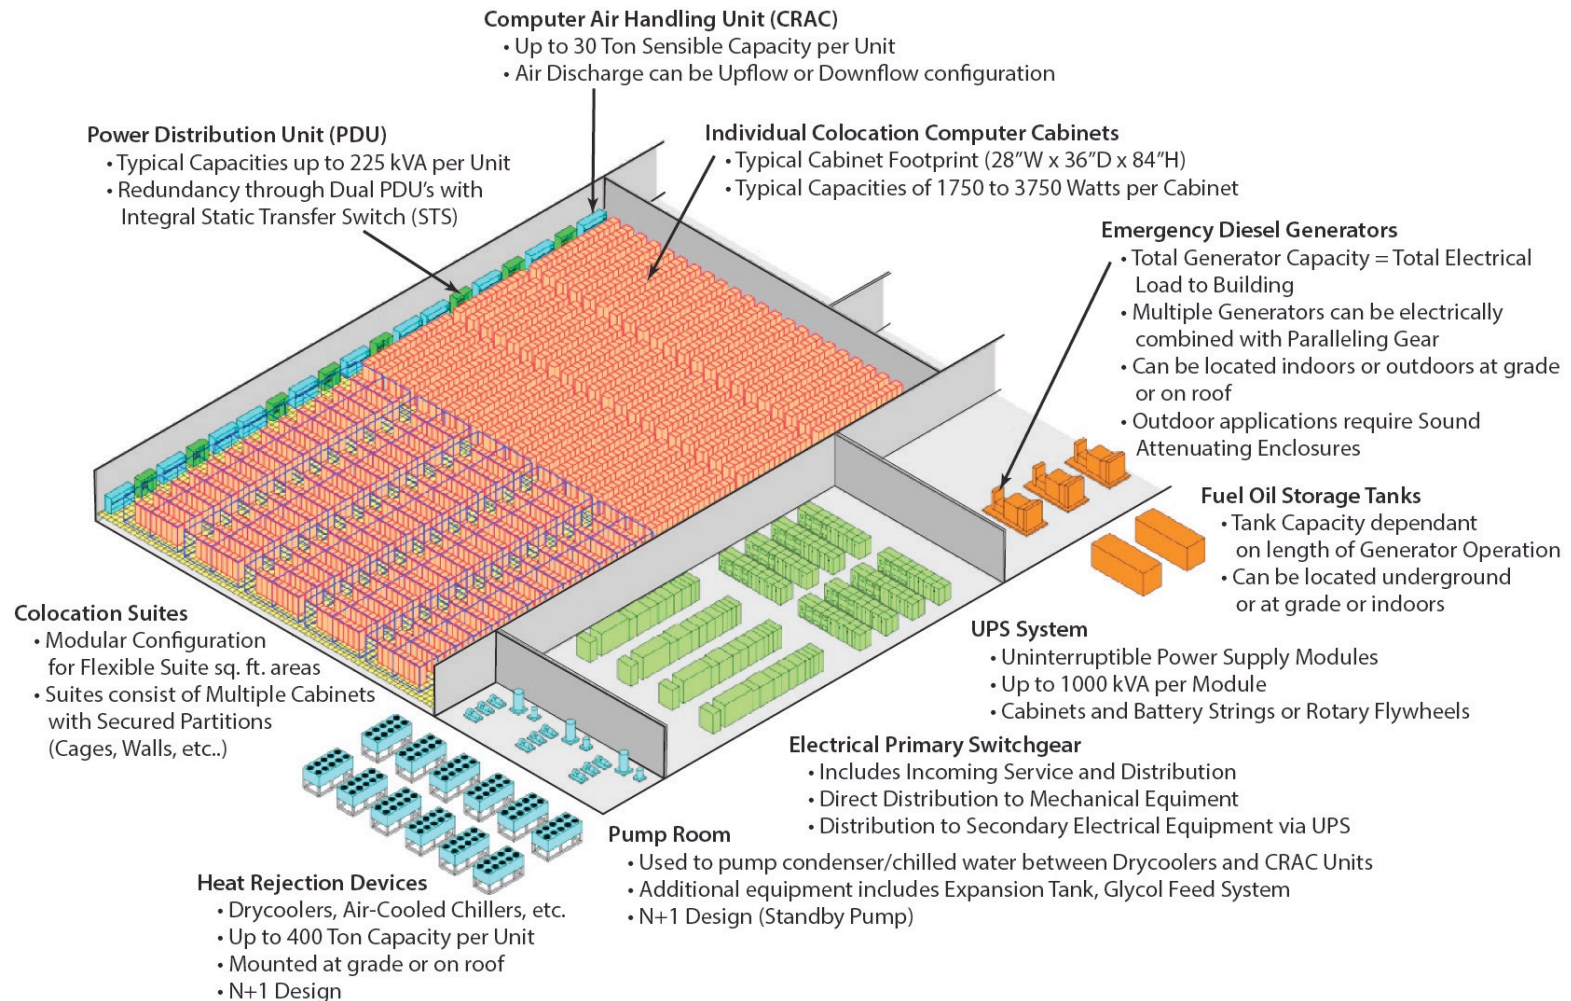 Computer Air Handling Unit (CRAC)
• Up to 30 Ton Sensible Capacity per Unit
• Air Discharge can be Upflow or Downflow configuration
Power Distribution Unit (PDU)
• Typical Capacities up to 225 kVA per Unit
• Redundancy through Dual PDU's with
Integral Static Transfer Switch (STS)
Individual Colocation Computer Cabinets
• Typical Cabinet Footprint (28"W x 36"D x 84"H)
• Typical Capacities of 1750 to 3750 Watts per Cabinet
Emergency Diesel Generators
• Total Generator Capacity = Total Electrical
Load to Building
• Multiple Generators can be electrically
combined with Paralleling Gear
• Can be located indoors or outdoors at grade
or on roof
• Outdoor applications require Sound
Attenuating Enclosures
Fuel Oil Storage Tanks
• Tank Capacity dependant
on length of Generator Operation
• Can be located underground
or at grade or indoors
Colocation Suites
• Modular Configuration
for Flexible Suite sq. ft. areas
• Suites consist of Multiple Cabinets
with Secured Partitions
(Cages, Walls, etc..)
UPS System
• Uninterruptible Power Supply Modules
• Up to 1000 kVA per Module
• Cabinets and Battery Strings or Rotary Flywheels
Electrical Primary Switchgear
• Includes Incoming Service and Distribution
• Direct Distribution to Mechanical Equiment
• Distribution to Secondary Electrical Equipment via UPS
Pump Room
• Used to pump condenser/chilled water between Drycoolers and CRAC Units
• Additional equipment includes Expansion Tank, Glycol Feed System
• N+1 Design (Standby Pump)
Heat Rejection Devices
• Drycoolers, Air-Cooled Chillers, etc.
• Up to 400 Ton Capacity per Unit
• Mounted at grade or on roof
• N+1 Design